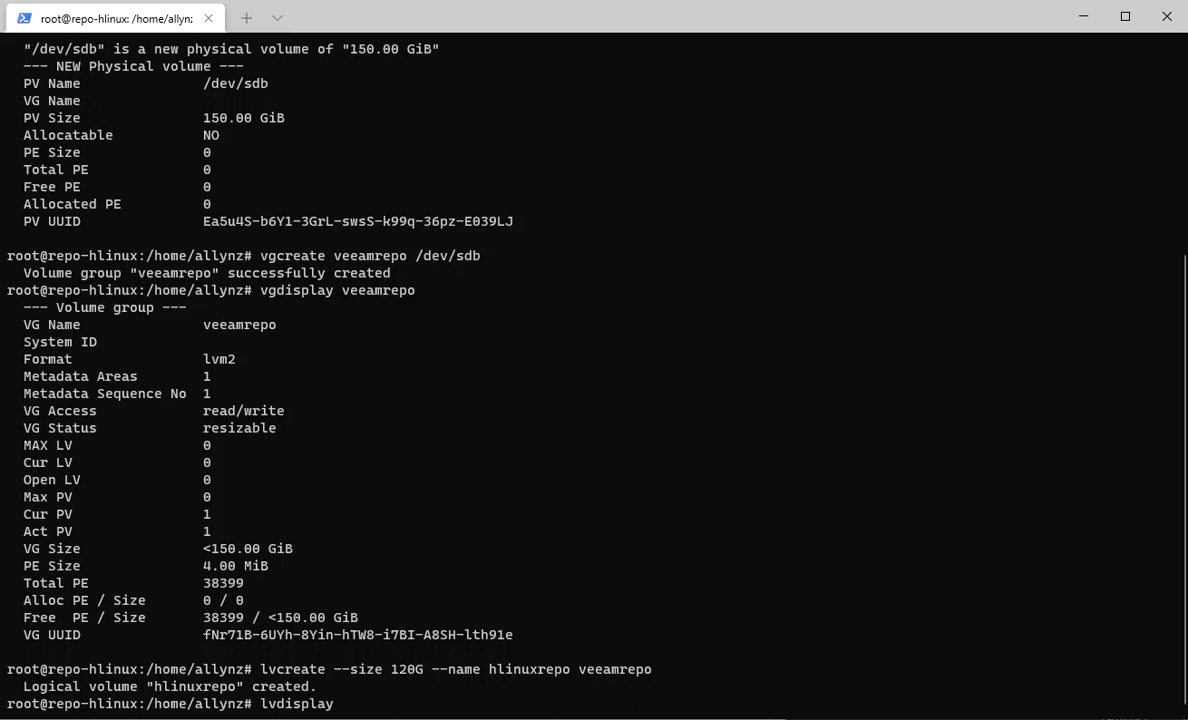 root@repo-hlinux: /home/allynz:
"/dev/sdb" is a new physical volume of "150.00 GiB"
--- NEW Physical volume ---
PV Name               /dev/sdb
VG Name
PV Size               150.00 GiB
Allocatable           NO
PE Size               0
Total PE              0
Free PE               0
Allocated PE          0
PV UUID               Ea5u4S-b6Y1-3GrL-swsS-k99q-36pz-E039LJ
root@repo-hlinux:/home/allynz# vgcreate veeamrepo /dev/sdb
Volume group "veeamrepo" successfully created
root@repo-hlinux:/home/allynz# vgdisplay veeamrepo
--- Volume group ---
VG Name               veeamrepo
System ID
Format                lvm2
Metadata Areas        1
Metadata Sequence No  1
VG Access             read/write
VG Status             resizable
MAX LV                0
Cur LV                0
Open LV               0
Max PV                0
Cur PV                1
Act PV                1
VG Size               <150.00 GiB
PE Size               4.00 MiB
Total PE              38399
Alloc PE / Size       0 / 0
Free  PE / Size       38399 / <150.00 GiB
VG UUID               fNr71B-6UYh-8Yin-hTW8-i7BI-A8SH-lth91e
root@repo-hlinux:/home/allynz# lvcreate --size 120G --name hlinuxrepo veeamrepo
Logical volume "hlinuxrepo" created.
root@repo-hlinux:/home/allynz# lvdisplay